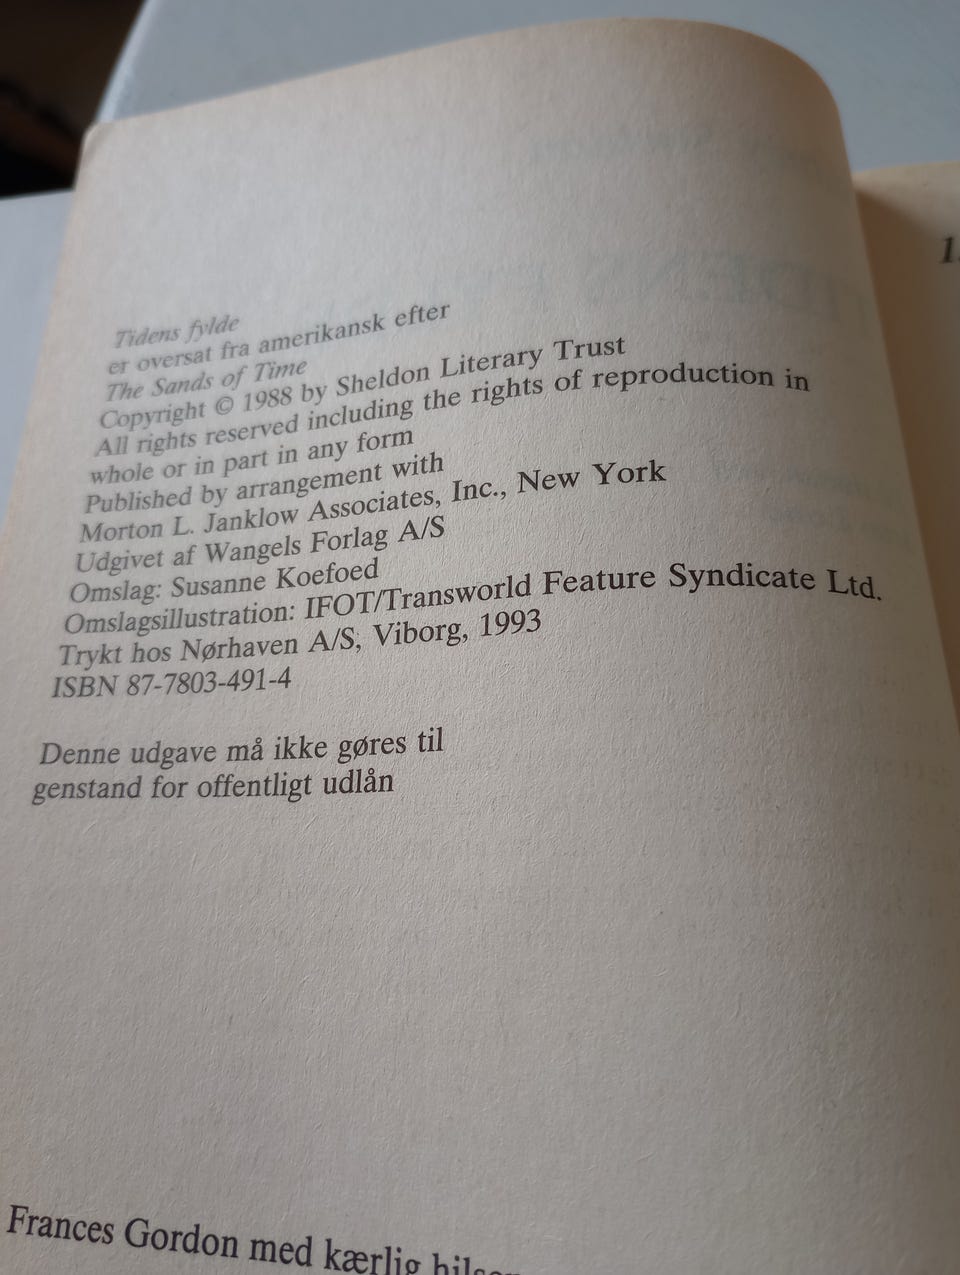 Tidens fylde
er oversat fra amerikansk efter
The Sands of Time
Copyright © 1988 by Sheldon Literary Trust
All rights reserved including the rights of reproduction in
whole or in part in any form
Published by arrangement with
Morton L. Janklow Associates, Inc., New York
Udgivet af Wangels Forlag A/S
Omslag: Susanne Koefoed
Omslagsillustration: IFOT/Transworld Feature Syndicate Ltd.
Trykt hos Nørhaven A/S, Viborg, 1993
ISBN 87-7803-491-4
Denne udgave må ikke gøres til
genstand for offentligt udlån
Frances Gordon med kærlig